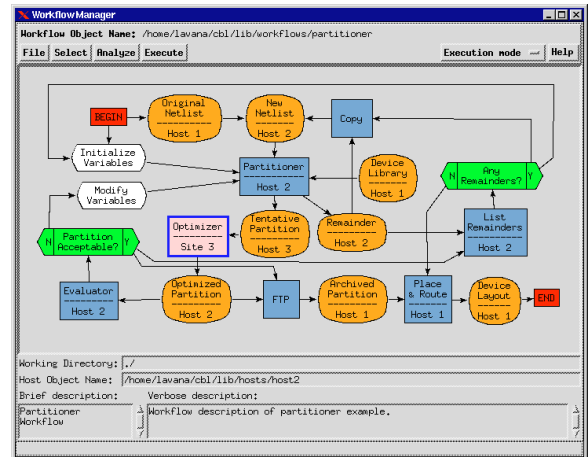 WorkflowManager
Workflow Object Name: /home/lavana/cbl/lib/workflows/partitioner
File Select Analyze Execute Execution mode Help
BEGIN
Original
Netlist
Host 1
New
Netlist
Host 2
Copy
Initialize
Variables
Partitioner
Host 2
Device
Library
Host 1
N Any
Remainders? Y
Modify
Variables
N Partition
Acceptable? Y
Optimizer
Site 3
Tentative
Partition
Host 3
Remainder
Host 2
List
Remainders
Host 2
Evaluator
Host 2
Optimized
Partition
Host 2
FTP
Archived
Partition
Host 1
Place
& Route
Host 1
Device
Layout
Host 1
END
Working Directory: ./
Host Object Name: /home/lavana/cbl/lib/hosts/host2
Brief description: Verbose description:
Partitioner
Workflow
Workflow description of partitioner example.